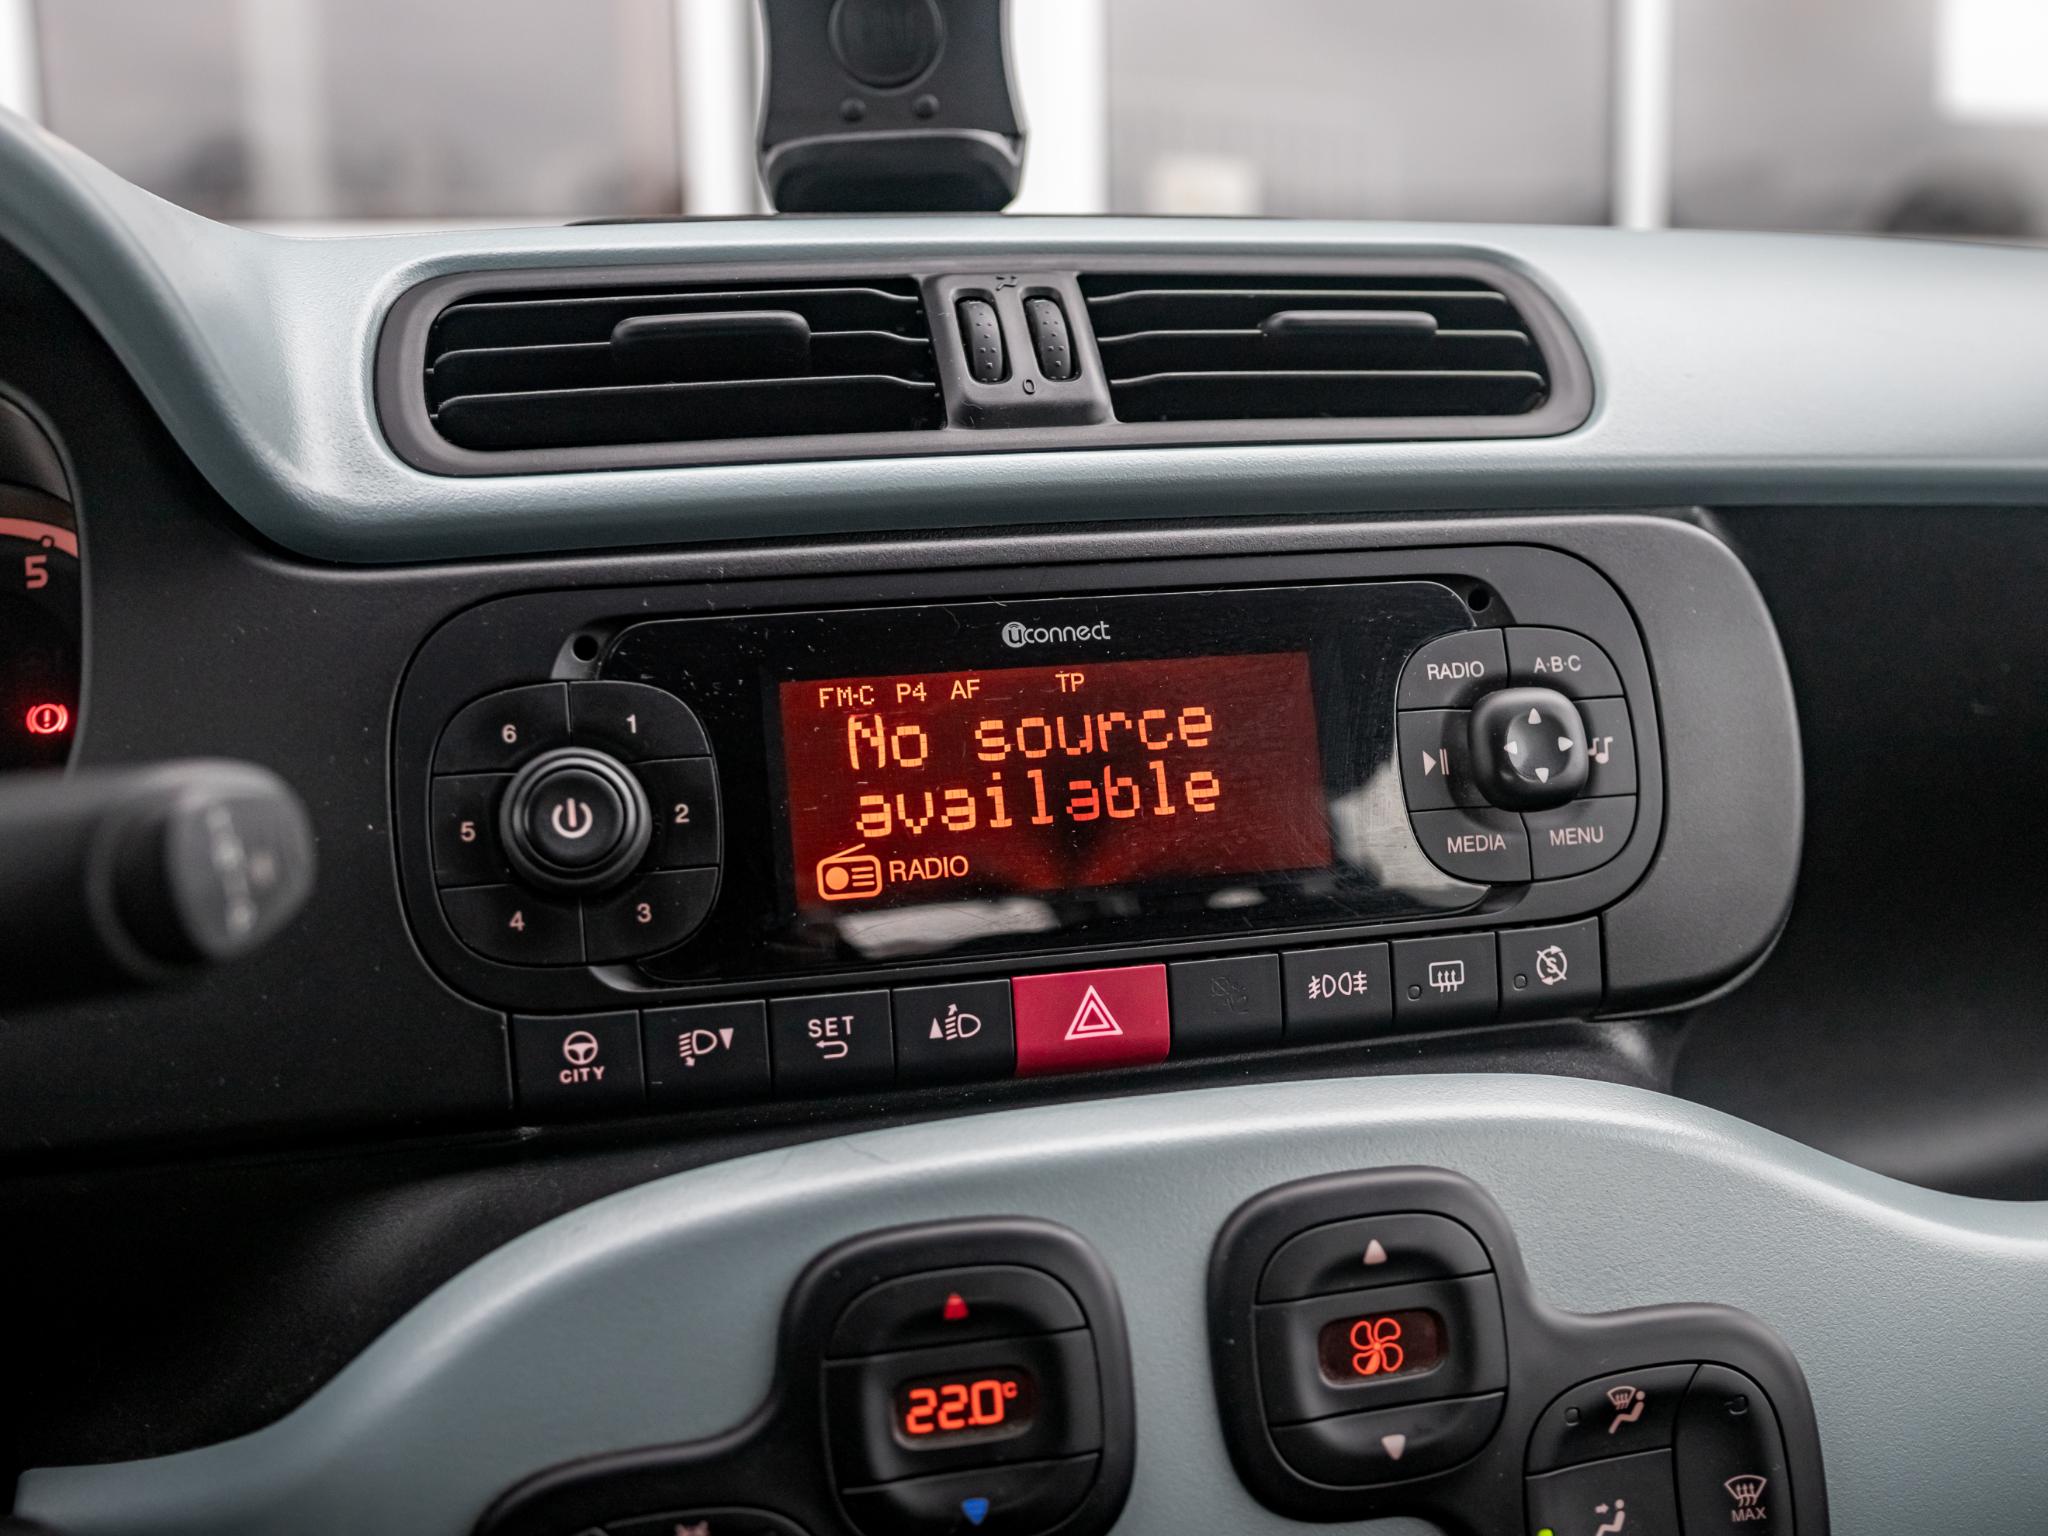 5
uconnect
FM-C P4 AF TP
No source
available
RADIO
6
1
5
2
4
3
RADIO
A·B·C
MEDIA
MENU
CITY
SET
22.0°c
MAX
0